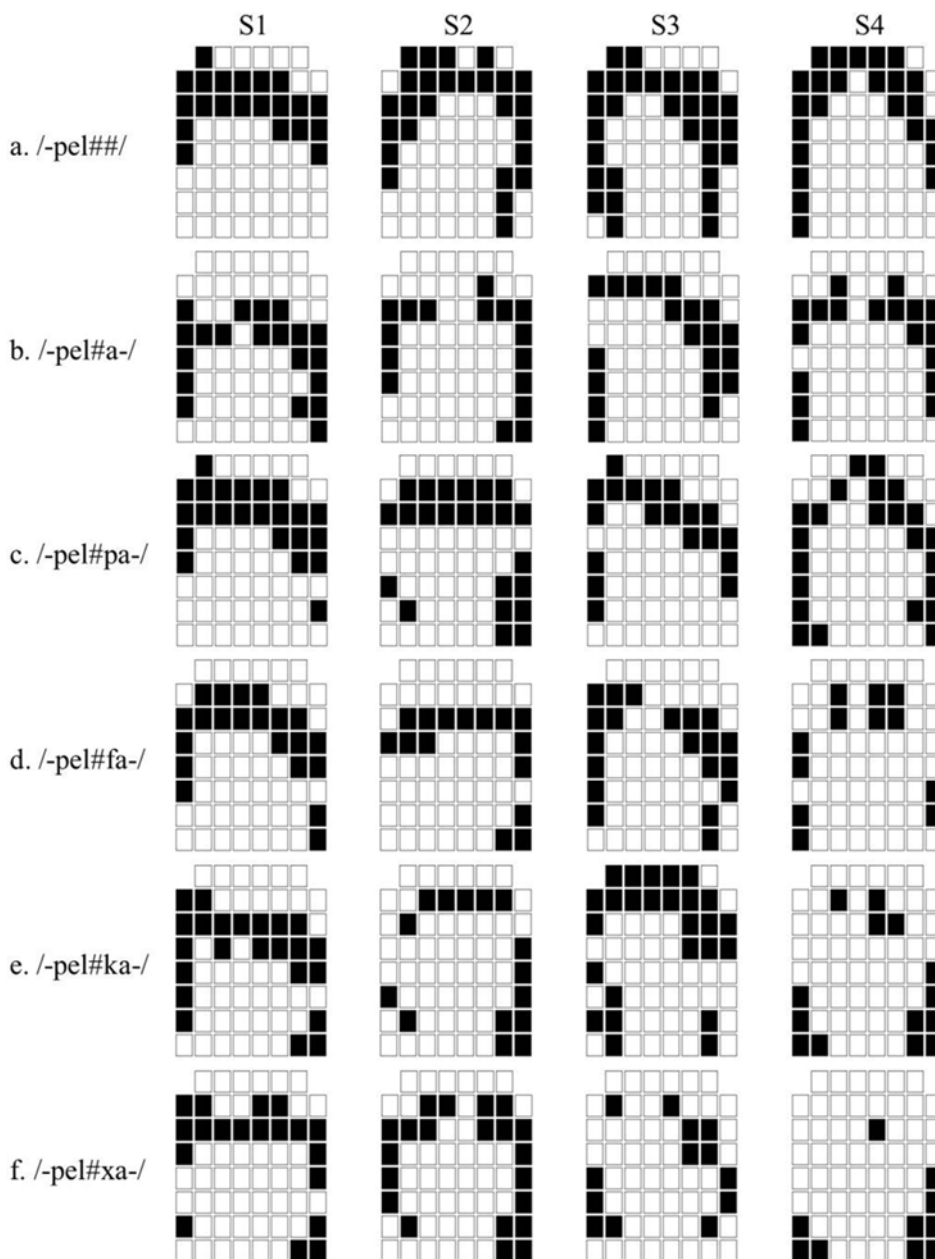 S1 S2 S3 S4
a. /-pel##/
b. /-pel#a-/
c. /-pel#pa-/
d. /-pel#fa-/
e. /-pel#ka-/
f. /-pel#xa-/